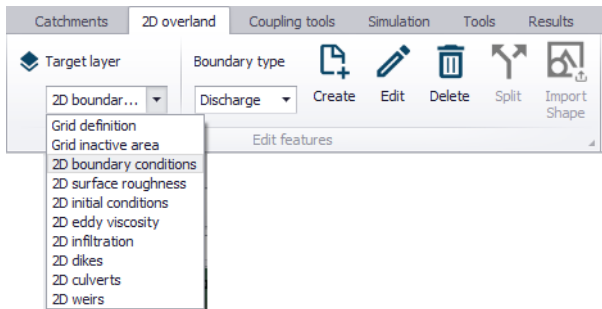 Catchments 2D overland Coupling tools Simulation Tools Results
Target layer Boundary type
2D boundar... Discharge Create Edit Delete Split Import
Shape
Edit features
Grid definition
Grid inactive area
2D boundary conditions
2D surface roughness
2D initial conditions
2D eddy viscosity
2D infiltration
2D dikes
2D culverts
2D weirs